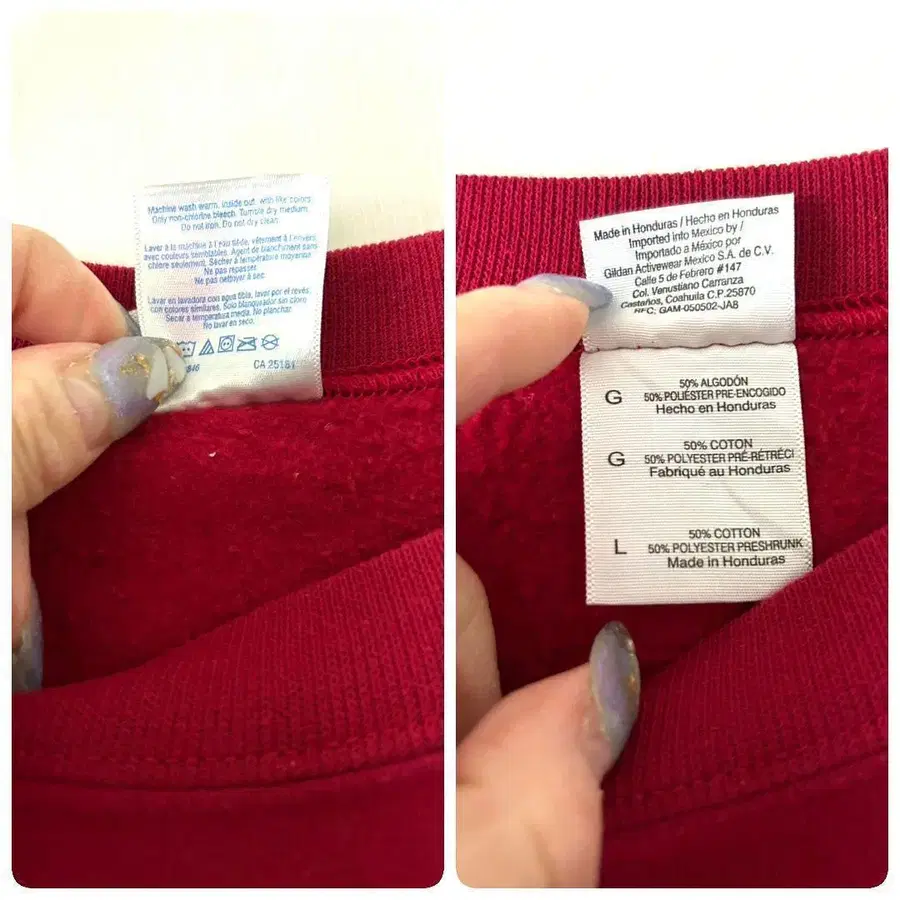 Machine wash warm, inside out, with like colors.
Only non-chlorine bleach. Tumble dry medium.
Do not iron. Do not dry clean.
Laver à la machine à l'eau tiède, vêtement à l'envers,
avec couleurs semblables. Agent de blanchiment sans
chlore seulement. Sécher à température moyenne.
Ne pas repasser.
Ne pas nettoyer à sec.
Lavar en lavadora con agua tibia, lavar por el revés,
con colores similares. Solo blanqueador sin cloro
Secar a temperatura media. No planchar
No lavar en seco.
846 CA 25181
Made in Honduras / Hecho en Honduras
Imported into Mexico by /
Importado a México por
Gildan Activewear Mexico S.A. de C.V.
Calle 5 de Febrero #147
Col. Venustiano Carranza
Castaños, Coahuila C.P.25870
RFC: GAM-050502-JA8
G
50% ALGODÓN
50% POLIÉSTER PRE-ENCOGIDO
Hecho en Honduras
G
50% COTON
50% POLYESTER PRÉ-RÉTRÉCI
Fabriqué au Honduras
L
50% COTTON
50% POLYESTER PRESHRUNK
Made in Honduras